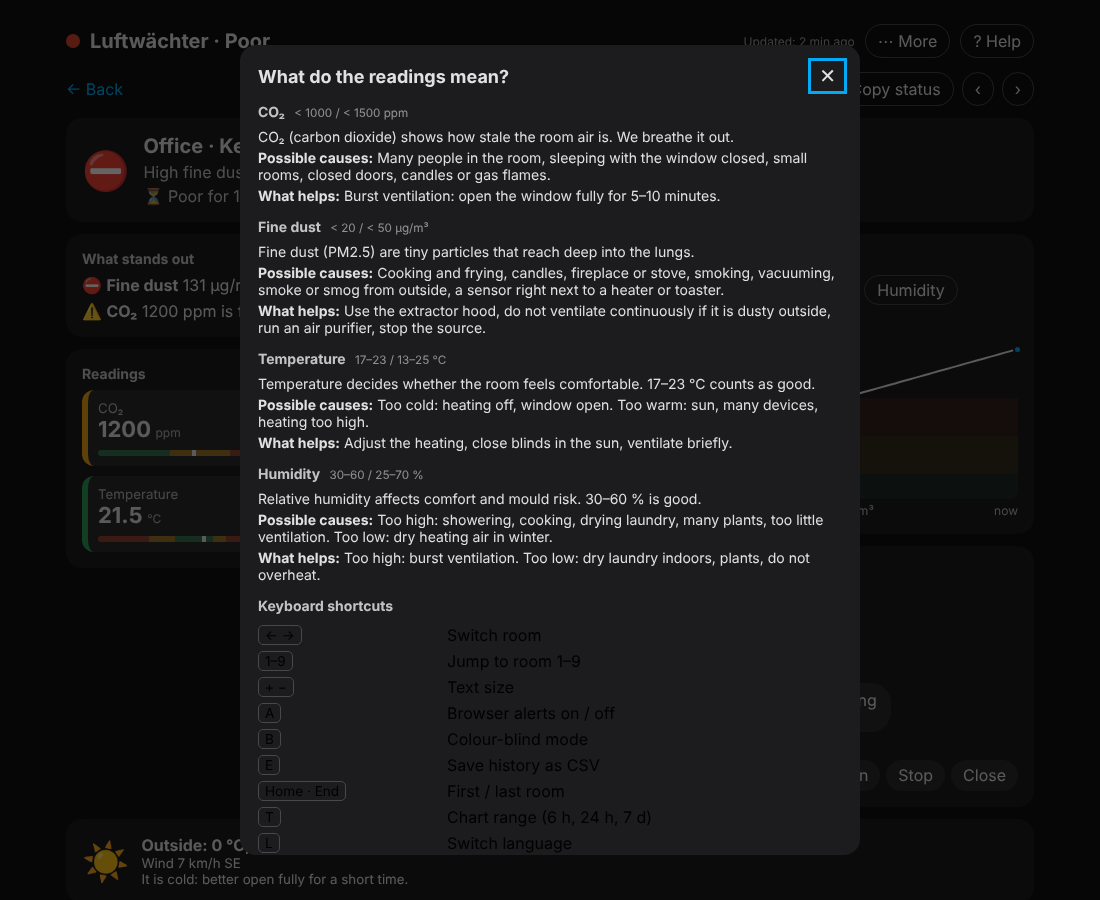 Luftwächter · Poor
Updated: 2 min ago
··· More
? Help
← Back
opy status
‹
›
What do the readings mean?
✕
CO₂ < 1000 / < 1500 ppm
CO₂ (carbon dioxide) shows how stale the room air is. We breathe it out.
Possible causes: Many people in the room, sleeping with the window closed, small
rooms, closed doors, candles or gas flames.
What helps: Burst ventilation: open the window fully for 5–10 minutes.
Fine dust < 20 / < 50 µg/m³
Fine dust (PM2.5) are tiny particles that reach deep into the lungs.
Possible causes: Cooking and frying, candles, fireplace or stove, smoking, vacuuming,
smoke or smog from outside, a sensor right next to a heater or toaster.
What helps: Use the extractor hood, do not ventilate continuously if it is dusty outside,
run an air purifier, stop the source.
Temperature 17–23 / 13–25 °C
Temperature decides whether the room feels comfortable. 17–23 °C counts as good.
Possible causes: Too cold: heating off, window open. Too warm: sun, many devices,
heating too high.
What helps: Adjust the heating, close blinds in the sun, ventilate briefly.
Humidity 30–60 / 25–70 %
Relative humidity affects comfort and mould risk. 30–60 % is good.
Possible causes: Too high: showering, cooking, drying laundry, many plants, too little
ventilation. Too low: dry heating air in winter.
What helps: Too high: burst ventilation. Too low: dry laundry indoors, plants, do not
overheat.
Keyboard shortcuts
← → Switch room
1–9 Jump to room 1–9
+ − Text size
A Browser alerts on / off
B Colour-blind mode
E Save history as CSV
Home · End First / last room
T Chart range (6 h, 24 h, 7 d)
L Switch language
Office · Ke
High fine dus
Poor for 1
What stands out
Fine dust 131 µg/
CO₂ 1200 ppm is
Readings
CO₂
1200 ppm
Temperature
21.5 °C
Humidity
m³
now
ng
n
Stop
Close
Outside: 0 °C,
Wind 7 km/h SE
It is cold: better open fully for a short time.